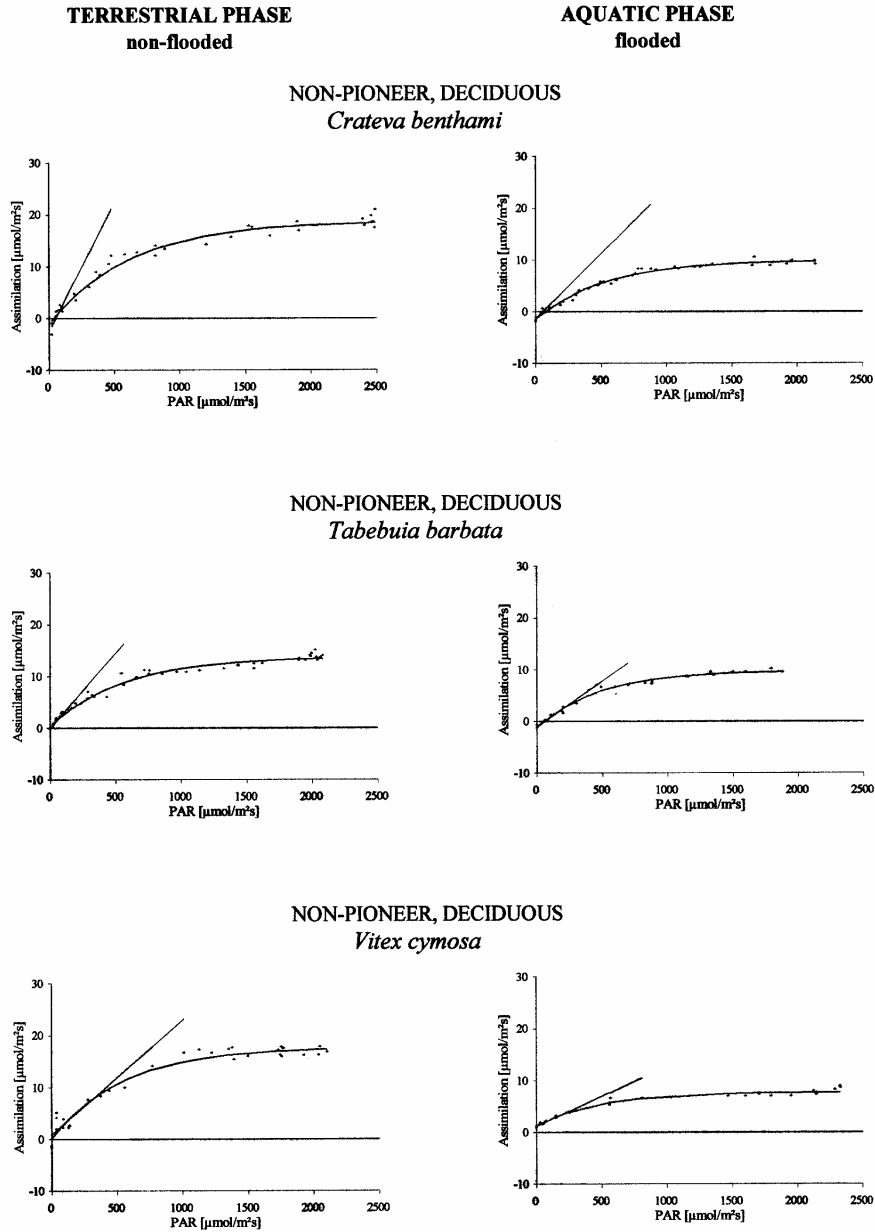 TERRESTRIAL PHASE
non-flooded
AQUATIC PHASE
flooded
NON-PIONEER, DECIDUOUS
Crateva benthami
Assimilation [µmol/m²s]
30
20
10
0
-10
0 500 1000 1500 2000 2500
PAR [µmol/m²s]
Assimilation [µmol/m²s]
30
20
10
0
-10
0 500 1000 1500 2000 2500
PAR [µmol/m²s]
NON-PIONEER, DECIDUOUS
Tabebuia barbata
Assimilation [µmol/m²s]
30
20
10
0
-10
0 500 1000 1500 2000 2500
PAR [µmol/m²s]
Assimilation [µmol/m²s]
30
20
10
0
-10
0 500 1000 1500 2000 2500
PAR [µmol/m²s]
NON-PIONEER, DECIDUOUS
Vitex cymosa
Assimilation [µmol/m²s]
30
20
10
0
-10
0 500 1000 1500 2000 2500
PAR [µmol/m²s]
Assimilation [µmol/m²s]
30
20
10
0
-10
0 500 1000 1500 2000 2500
PAR [µmol/m²s]